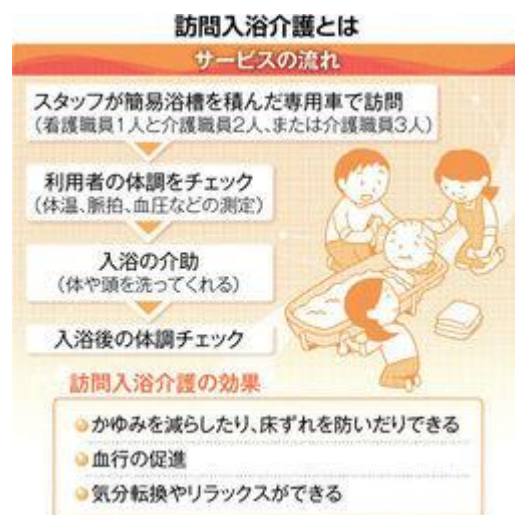 訪問入浴介護とは
サービスの流れ
スタッフが簡易浴槽を積んだ専用車で訪問
(看護職員1人と介護職員2人、または介護職員3人)
利用者の体調をチェック
(体温、脈拍、血圧などの測定)
入浴の介助
(体や頭を洗ってくれる)
入浴後の体調チェック
訪問入浴介護の効果
かゆみを減らしたり、床ずれを防いだりできる
血行の促進
気分転換やリラックスができる